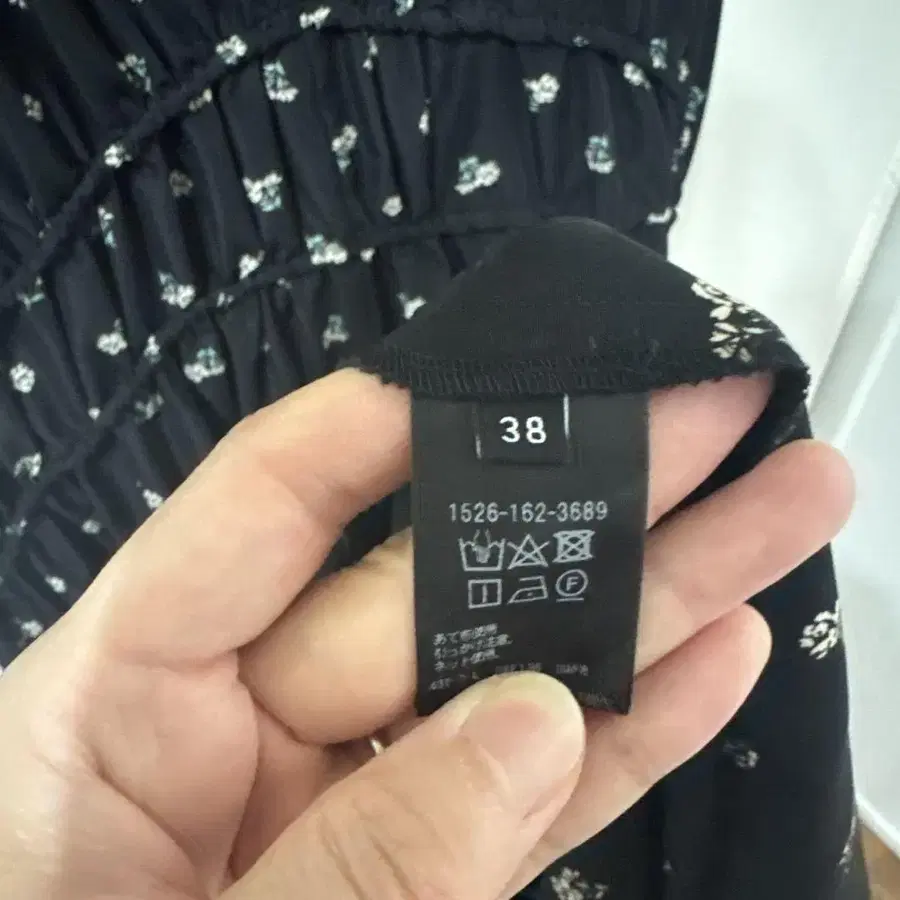 38
1526-162-3689
F
あて布使用
引っかけ注意。
ネット使用。